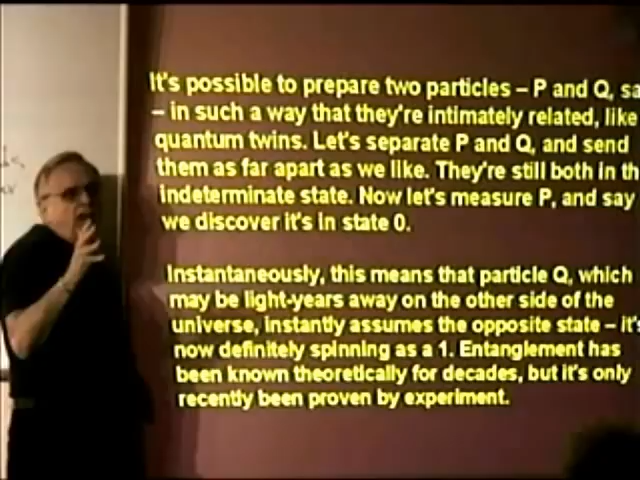 It's possible to prepare two particles – P and Q, sa
– in such a way that they're intimately related, like
quantum twins. Let's separate P and Q, and send
them as far apart as we like. They're still both in th
indeterminate state. Now let's measure P, and say
we discover it's in state 0.
Instantaneously, this means that particle Q, which
may be light-years away on the other side of the
universe, instantly assumes the opposite state – it's
now definitely spinning as a 1. Entanglement has
been known theoretically for decades, but it's only
recently been proven by experiment.